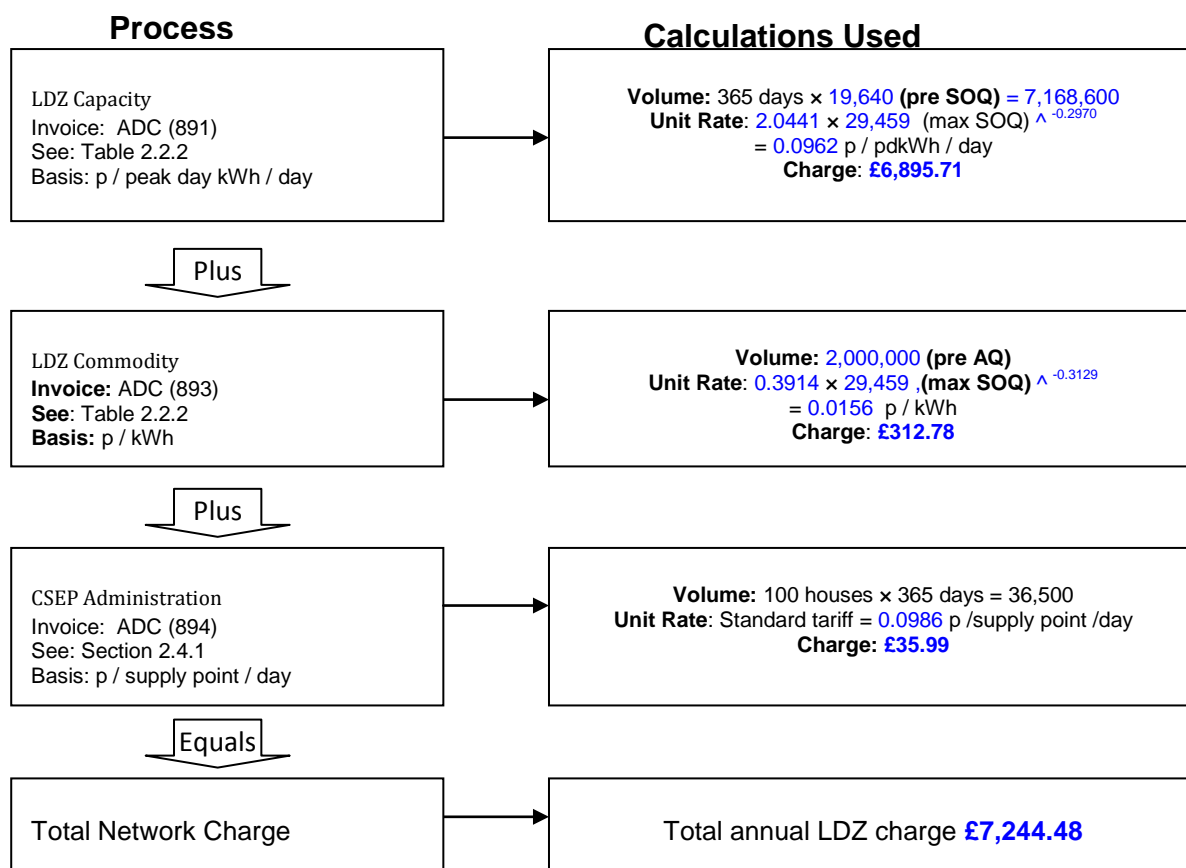 Process
Calculations Used
LDZ Capacity
Invoice: ADC (891)
See: Table 2.2.2
Basis: p / peak day kWh / day
Volume: 365 days × 19,640 (pre SOQ) = 7,168,600
Unit Rate: 2.0441 × 29,459 (max SOQ) ^ -0.2970
= 0.0962 p / pdkWh / day
Charge: £6,895.71
Plus
LDZ Commodity
Invoice: ADC (893)
See: Table 2.2.2
Basis: p / kWh
Volume: 2,000,000 (pre AQ)
Unit Rate: 0.3914 × 29,459 ,(max SOQ) ^ -0.3129
= 0.0156 p / kWh
Charge: £312.78
Plus
CSEP Administration
Invoice: ADC (894)
See: Section 2.4.1
Basis: p / supply point / day
Volume: 100 houses × 365 days = 36,500
Unit Rate: Standard tariff = 0.0986 p /supply point /day
Charge: £35.99
Equals
Total Network Charge
Total annual LDZ charge £7,244.48